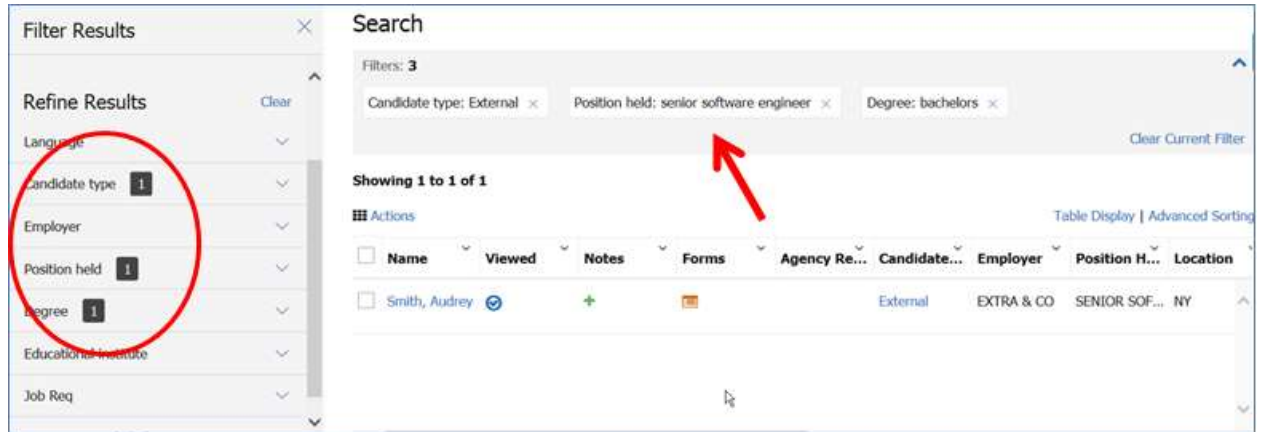 Filter Results
Refine Results
Clear
Language
Candidate type 1
Employer
Position held 1
Degree 1
Educational institute
Job Req
Search
Filters: 3
Candidate type: External × Position held: senior software engineer × Degree: bachelors ×
Clear Current Filter
Showing 1 to 1 of 1
Actions
Table Display | Advanced Sorting
Name Viewed Notes Forms Agency Re... Candidate... Employer Position H... Location
Smith, Audrey External EXTRA & CO SENIOR SOF... NY